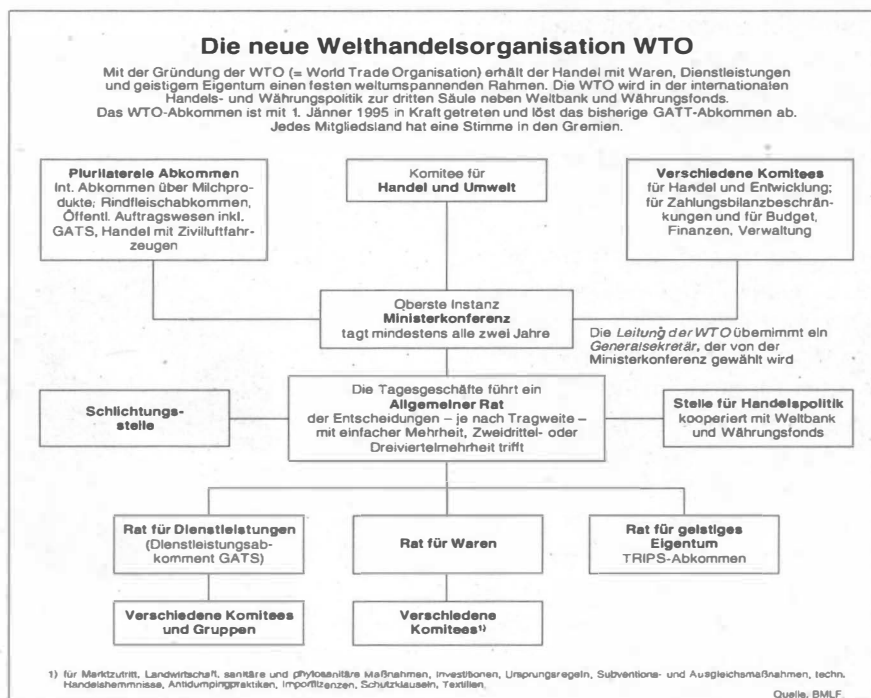 Die neue Welthandelsorganisation WTO
Mit der Gründung der WTO (= World Trade Organisation) erhält der Handel mit Waren, Dienstleistungen
und geistigem Eigentum einen festen weltumspannenden Rahmen. Die WTO wird in der internationalen
Handels- und Währungspolitik zur dritten Säule neben Weltbank und Währungsfonds.
Das WTO-Abkommen ist mit 1. Jänner 1995 in Kraft getreten und löst das bisherige GATT-Abkommen ab.
Jedes Mitgliedsland hat eine Stimme in den Gremien.
Plurilaterele Abkommen
Int. Abkommen über Milchpro-
dukte; Rindfleischabkommen,
Öffentl. Auftragswesen inkl.
GATS, Handel mit Zivilluftfahr-
zeugen
Komitee für
Handel und Umwelt
Verschiedene Komitees
für Handel und Entwicklung;
für Zahlungsbilanzbeschrän-
kungen und für Budget,
Finanzen, Verwaltung
Oberste Instanz
Ministerkonferenz
tagt mindestens alle zwei Jahre
Die Leitung der WTO übernimmt ein
Generalsekretär, der von der
Ministerkonferenz gewählt wird
Schlichtungs-
stelle
Die Tagesgeschäfte führt ein
Allgemeiner Rat
der Entscheidungen – je nach Tragweite –
mit einfacher Mehrheit, Zweidrittel- oder
Dreiviertelmehrheit trifft
Stelle für Handelspolitik
kooperiert mit Weltbank
und Währungsfonds
Rat für Dienstleistungen
(Dienstleistungsab-
komment GATS)
Rat für Waren
Rat für geistiges
Eigentum
TRIPS-Abkommen
Verschiedene Komitees
und Gruppen
Verschiedene
Komitees¹⁾
1) für Marktzutritt, Landwirtschaft, sanitäre und phytosanitäre Maßnahmen, Investitionen, Ursprungsregeln, Subventions- und Ausgleichsmaßnahmen, techn.
Handelshemmnisse, Antidumpingpraktiken, Importlizenzen, Schutzklauseln, Textilien.
Quelle. BMLF.